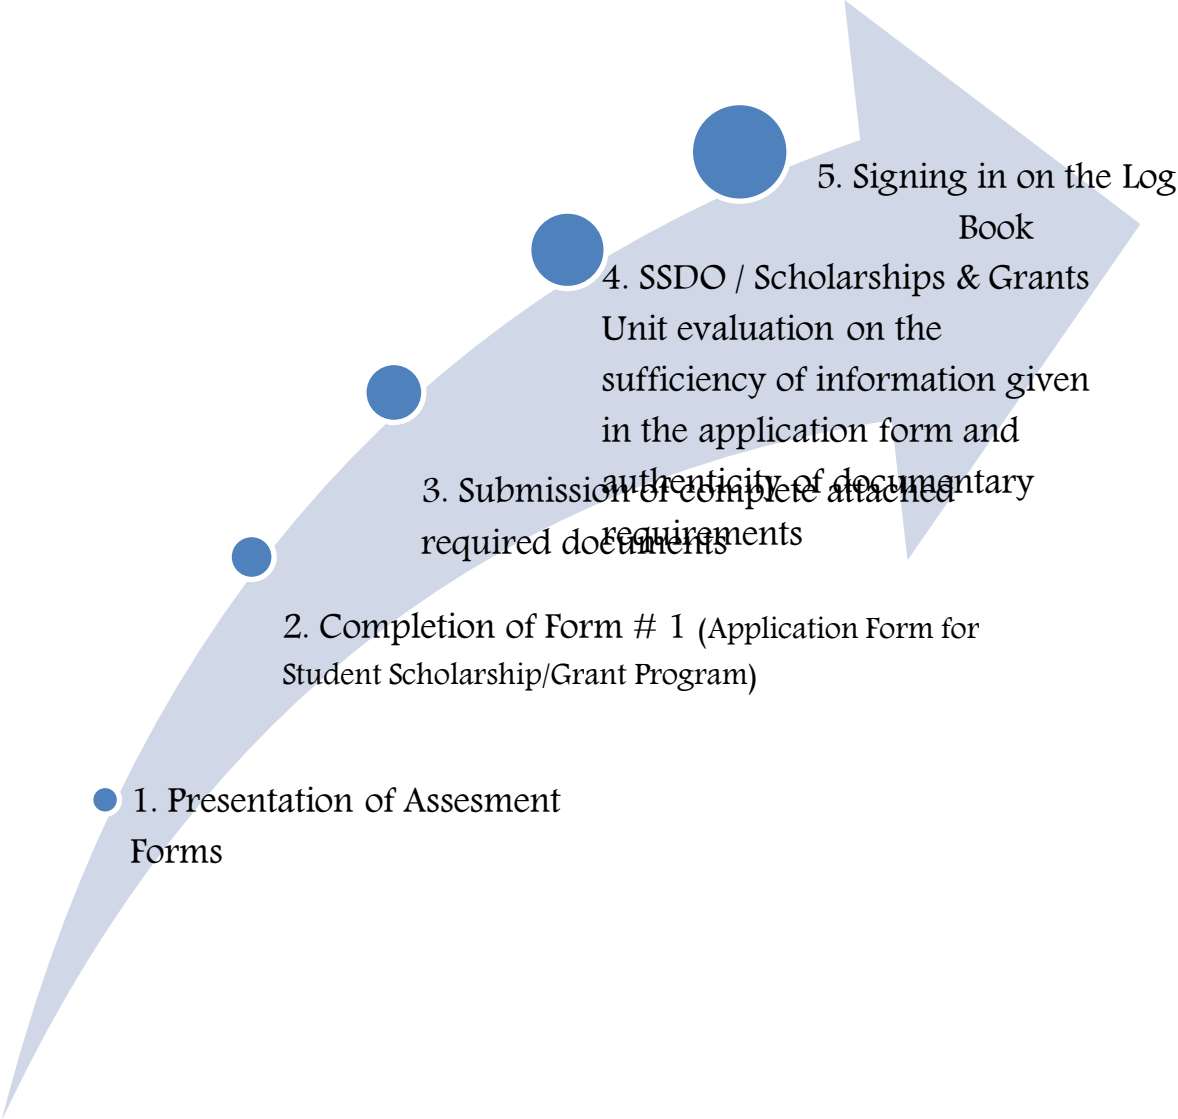 5. Signing in on the Log
Book
4. SSDO / Scholarships & Grants
Unit evaluation on the
sufficiency of information given
in the application form and
authenticity of documentary
requirements
3. Submission of complete attached
required documents
2. Completion of Form # 1 (Application Form for
Student Scholarship/Grant Program)
1. Presentation of Assesment
Forms